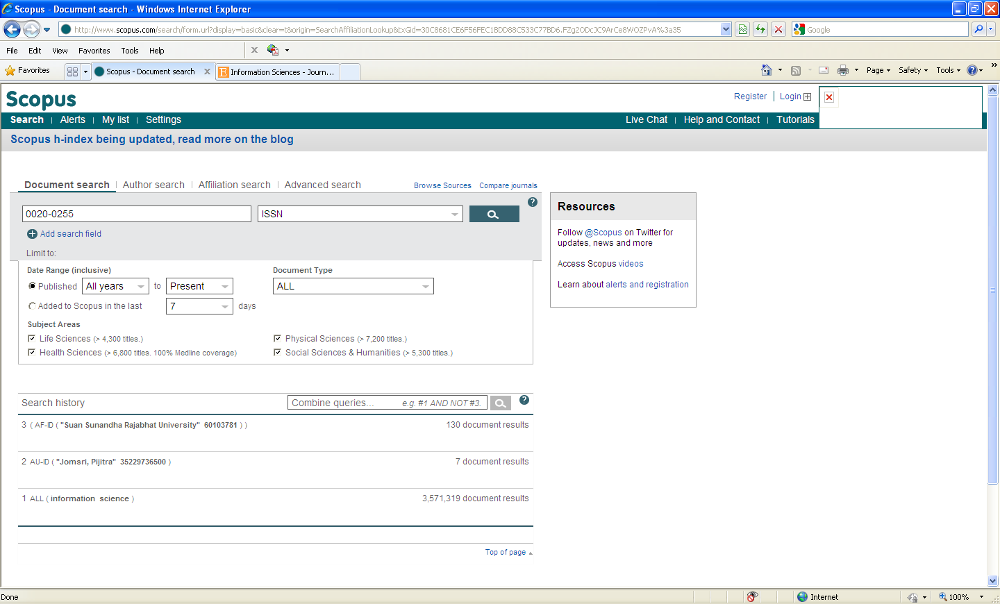 Scopus - Document search - Windows Internet Explorer
http://www.scopus.com/search/form.url?display=basic&clear=t&origin=SearchAffiliationLookup&txGid=30C8681CE6F56FEC1BDD88C533C77BD6.FZg2ODcJC9ArCe8WOZPvA%3a35
Google
File Edit View Favorites Tools Help
Favorites
Scopus - Document search
Information Sciences - Journ...
Page Safety Tools
Scopus
Register Login
Search Alerts My list Settings
Live Chat Help and Contact Tutorials
Scopus h-index being updated, read more on the blog
Document search Author search Affiliation search Advanced search
Browse Sources Compare journals
0020-0255 ISSN
Add search field
Limit to:
Date Range (inclusive)
Published All years to Present
Added to Scopus in the last 7 days
Document Type
ALL
Subject Areas
Life Sciences (> 4,300 titles.)
Physical Sciences (> 7,200 titles.)
Health Sciences (> 6,800 titles. 100% Medline coverage)
Social Sciences & Humanities (> 5,300 titles.)
Resources
Follow @Scopus on Twitter for
updates, news and more
Access Scopus videos
Learn about alerts and registration
Search history
Combine queries... e.g. #1 AND NOT #3.
3 ( AF-ID ( "Suan Sunandha Rajabhat University" 60103781 ) ) 130 document results
2 AU-ID ( "Jomsri, Pijitra" 35229736500 ) 7 document results
1 ALL ( information science ) 3,571,319 document results
Top of page
Done
Internet
100%